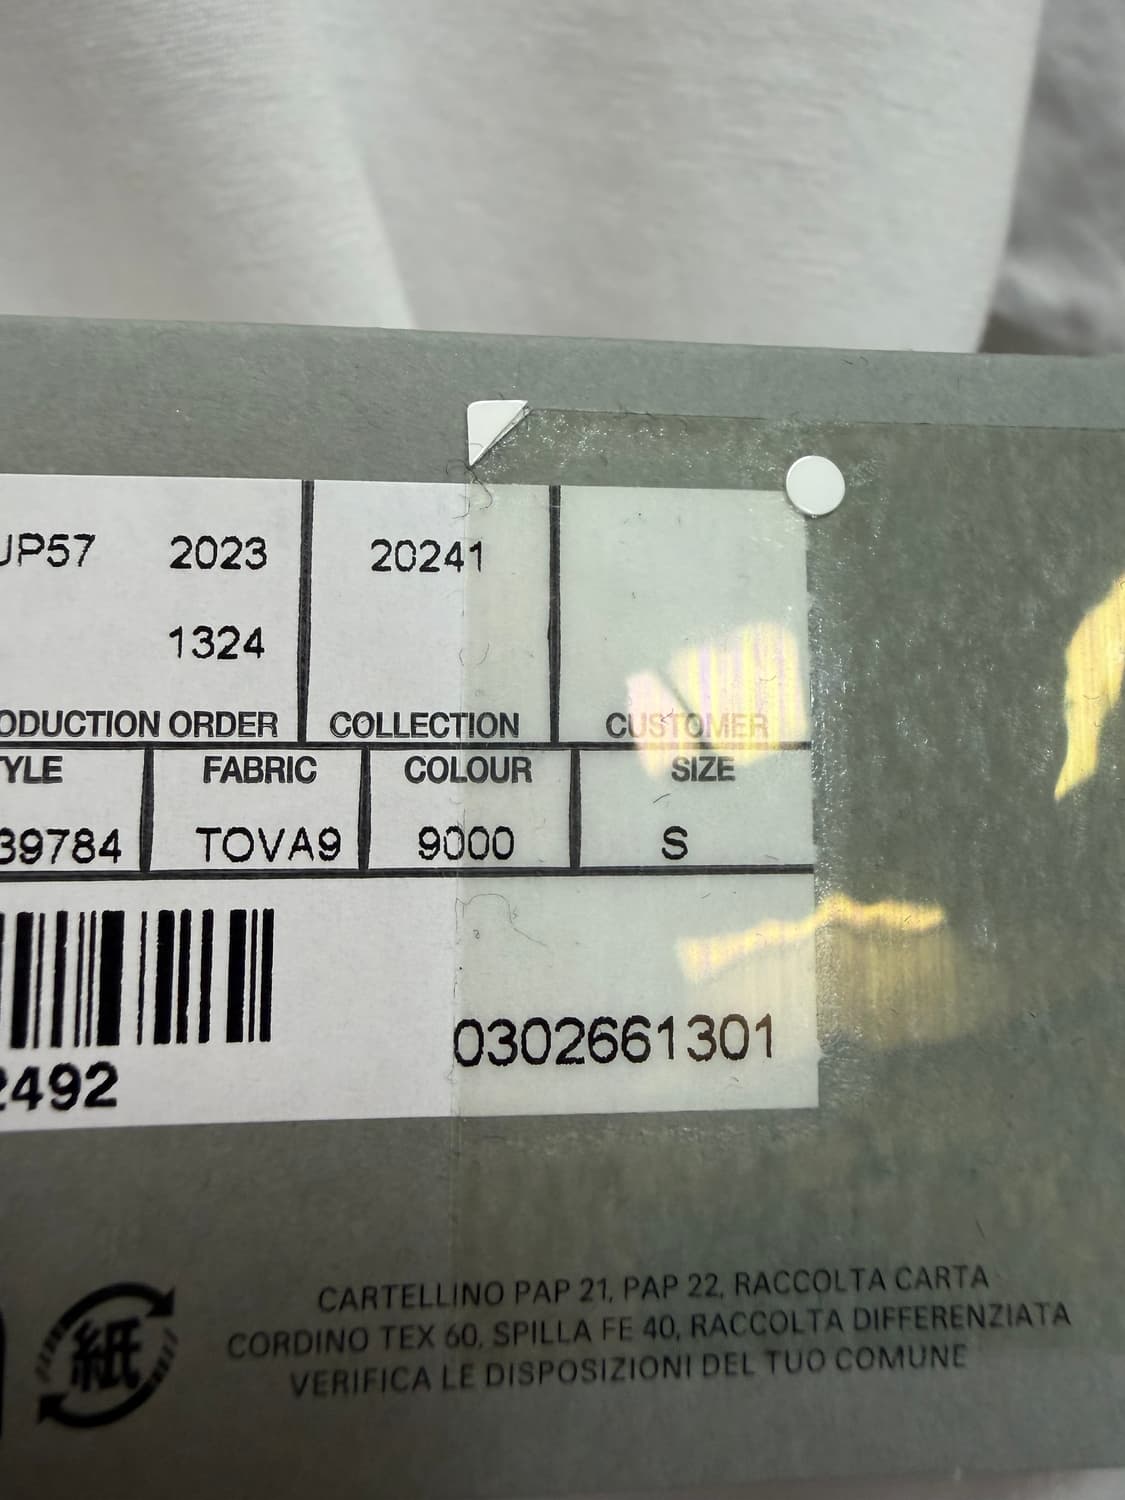 UP57 2023 20241
1324
ODUCTION ORDER COLLECTION CUSTOMER
YLE FABRIC COLOUR SIZE
39784 TOVA9 9000 S
0302661301
2492
紙
CARTELLINO PAP 21, PAP 22, RACCOLTA CARTA
CORDINO TEX 60, SPILLA FE 40, RACCOLTA DIFFERENZIATA
VERIFICA LE DISPOSIZIONI DEL TUO COMUNE